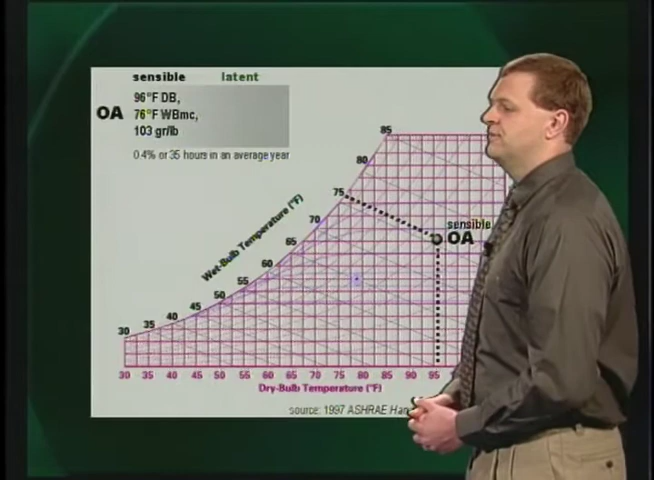 sensible latent
OA
96°F DB,
76°F WBmc,
103 gr/lb
0.4% or 35 hours in an average year
85
80
75
70
65
60
55
50
45
40
35
30
Wet-Bulb Temperature (°F)
sensible
OA
30 35 40 45 50 55 60 65 70 75 80 85 90 95
Dry-Bulb Temperature (°F)
source: 1997 ASHRAE